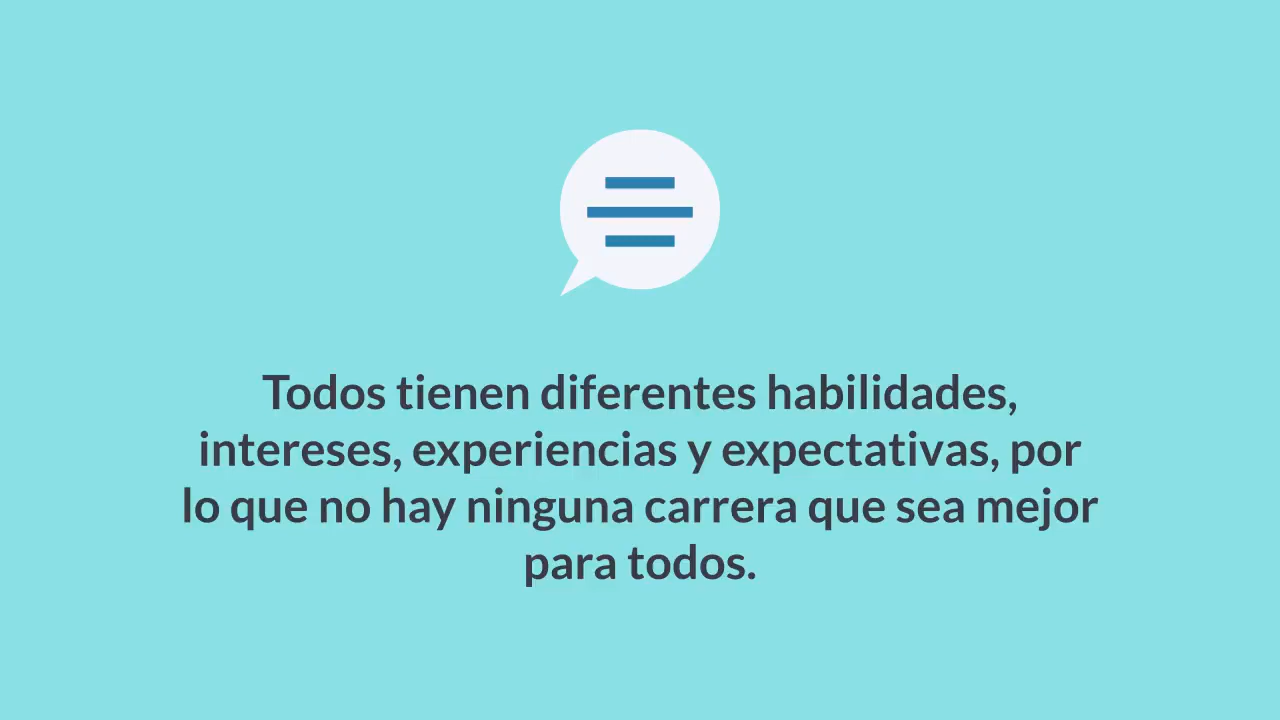 Todos tienen diferentes habilidades,
intereses, experiencias y expectativas, por
lo que no hay ninguna carrera que sea mejor
para todos.